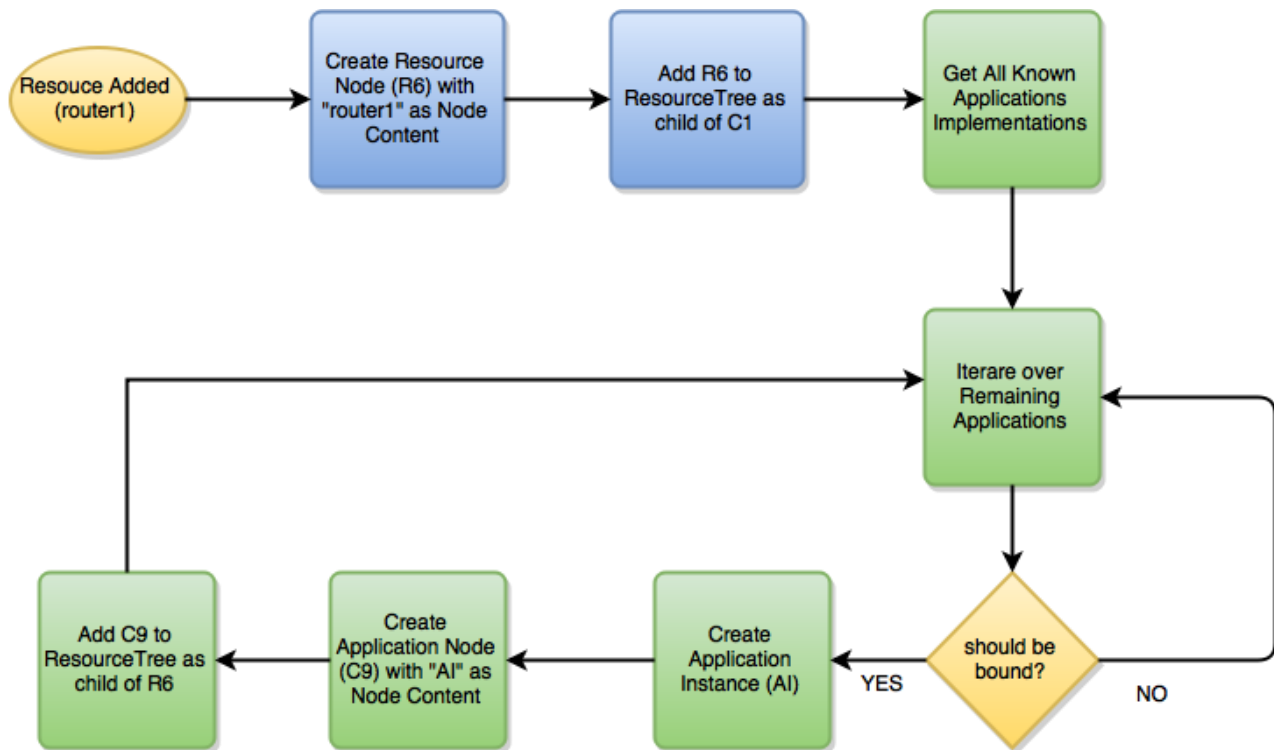 Resouce Added
(router1)
Create Resource
Node (R6) with
"router1" as Node
Content
Add R6 to
ResourceTree as
child of C1
Get All Known
Applications
Implementations
Iterare over
Remaining
Applications
should be
bound?
YES
NO
Create
Application
Instance (AI)
Create
Application Node
(C9) with "AI" as
Node Content
Add C9 to
ResourceTree as
child of R6